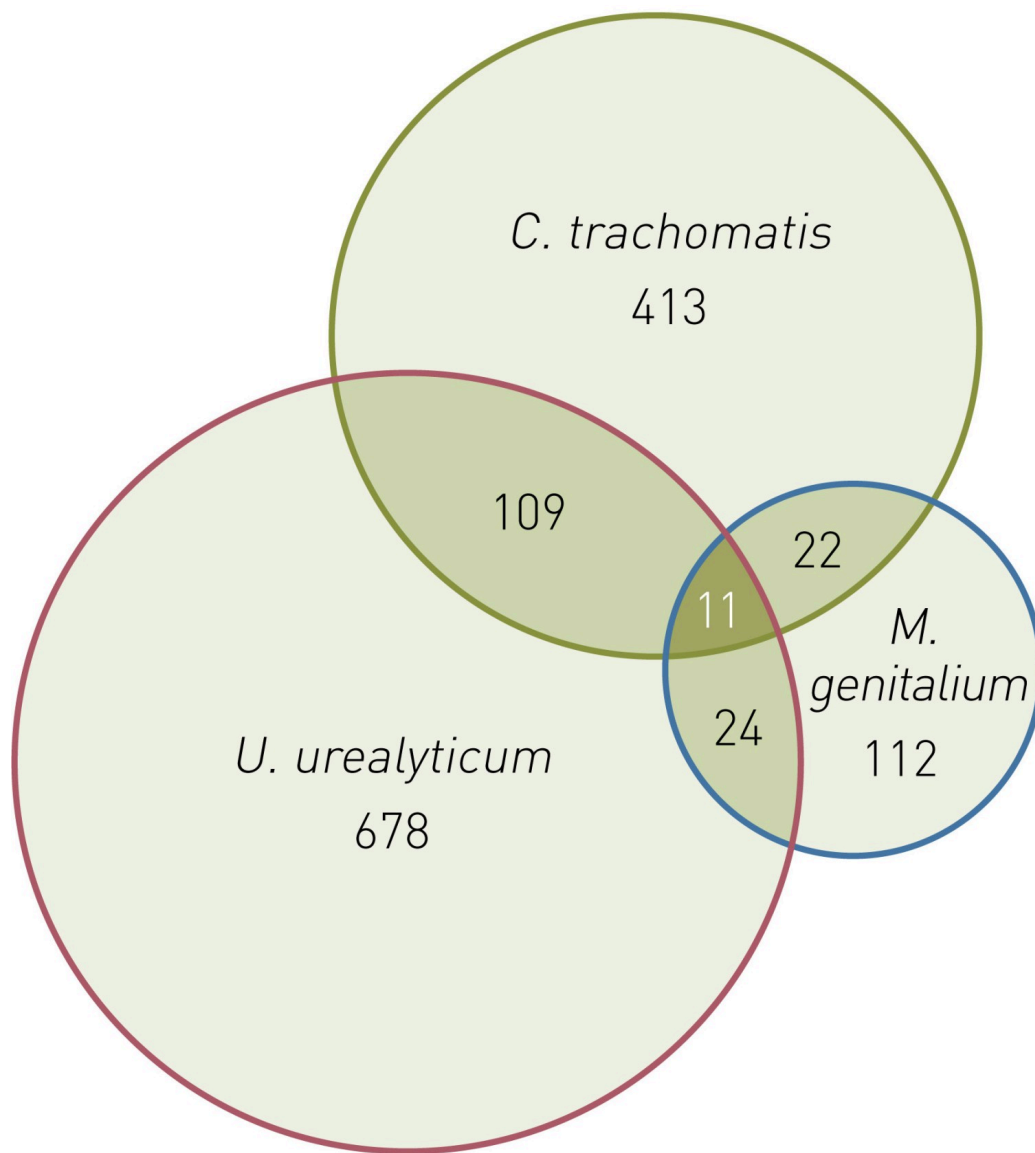 C. trachomatis
413
109
22
11
M.
genitalium
112
24
U. urealyticum
678